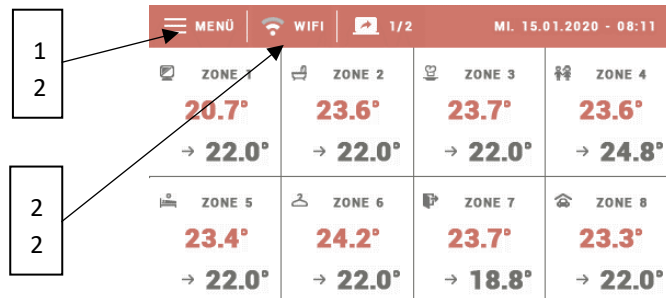 1
2
MENÜ WIFI 1/2 MI. 15.01.2020 - 08:11
ZONE 1 ZONE 2 ZONE 3 ZONE 4
20.7° 23.6° 23.7° 23.6°
→ 22.0° → 22.0° → 22.0° → 24.8°
2
2
ZONE 5 ZONE 6 ZONE 7 ZONE 8
23.4° 24.2° 23.7° 23.3°
→ 22.0° → 22.0° → 18.8° → 22.0°